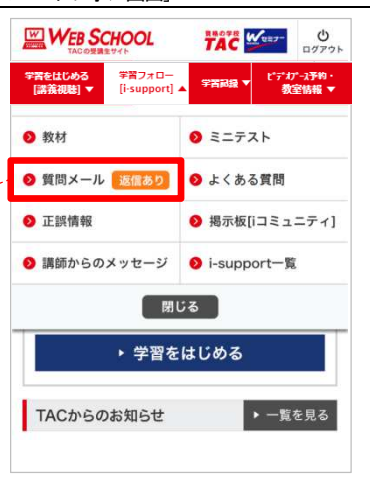 WEB SCHOOL
TACの受講生サイト
資格の学校
TAC
Wセミナー
ログアウト
学習をはじめる
[講義視聴] ▼
学習フォロー
[i-support] ▲
学習記録 ▼
ビデオブース予約・
教室情報 ▼
教材
ミニテスト
質問メール 返信あり
よくある質問
正誤情報
掲示板[iコミュニティ]
講師からのメッセージ
i-support一覧
閉じる
学習をはじめる
TACからのお知らせ
一覧を見る